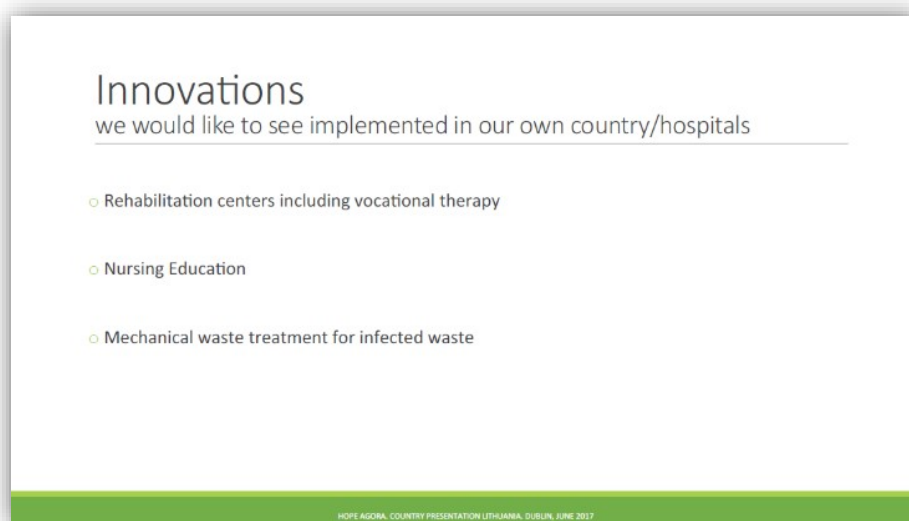 Innovations
we would like to see implemented in our own country/hospitals
Rehabilitation centers including vocational therapy
Nursing Education
Mechanical waste treatment for infected waste
HOPE AGORA. COUNTRY PRESENTATION LITHUANIA. DUBLIN, JUNE 2017